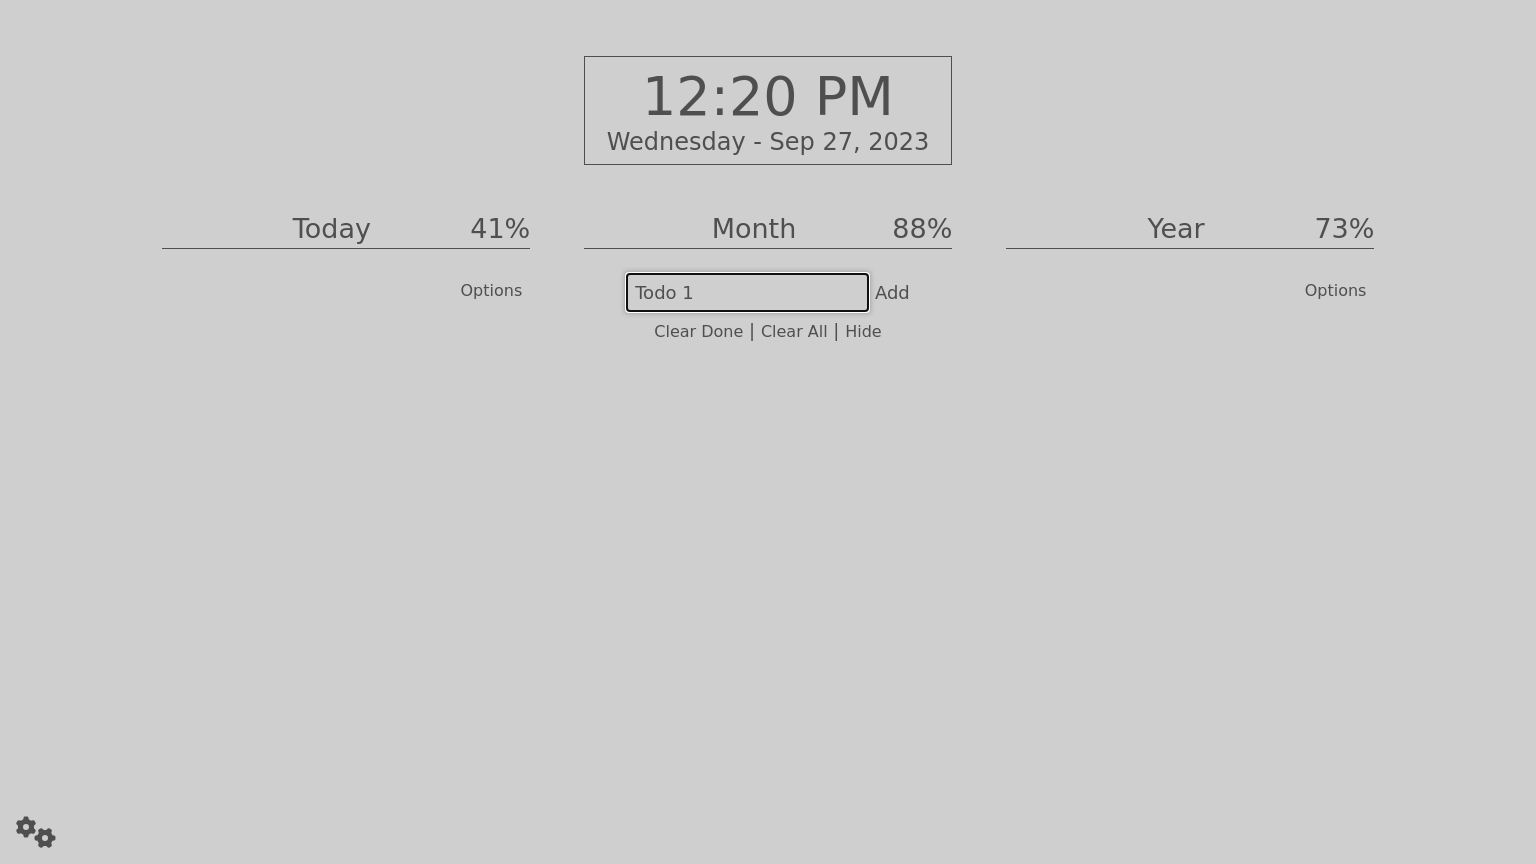 12:20 PM
Wednesday - Sep 27, 2023
Today 41%
Month 88%
Year 73%
Options
Todo 1 Add
Options
Clear Done | Clear All | Hide